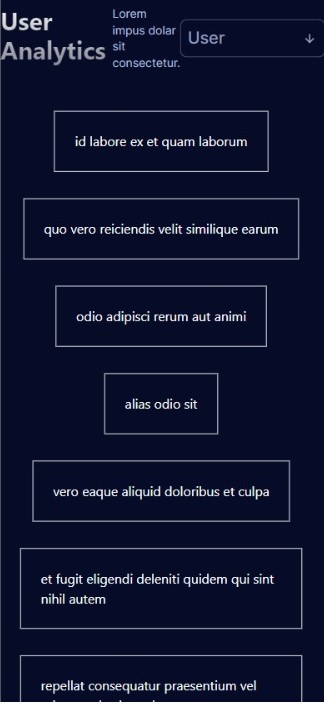 User
Analytics
Lorem
impus dolar
sit
consectetur.
User
id labore ex et quam laborum
quo vero reiciendis velit similique earum
odio adipisci rerum aut animi
alias odio sit
vero eaque aliquid doloribus et culpa
et fugit eligendi deleniti quidem qui sint
nihil autem
repellat consequatur praesentium vel